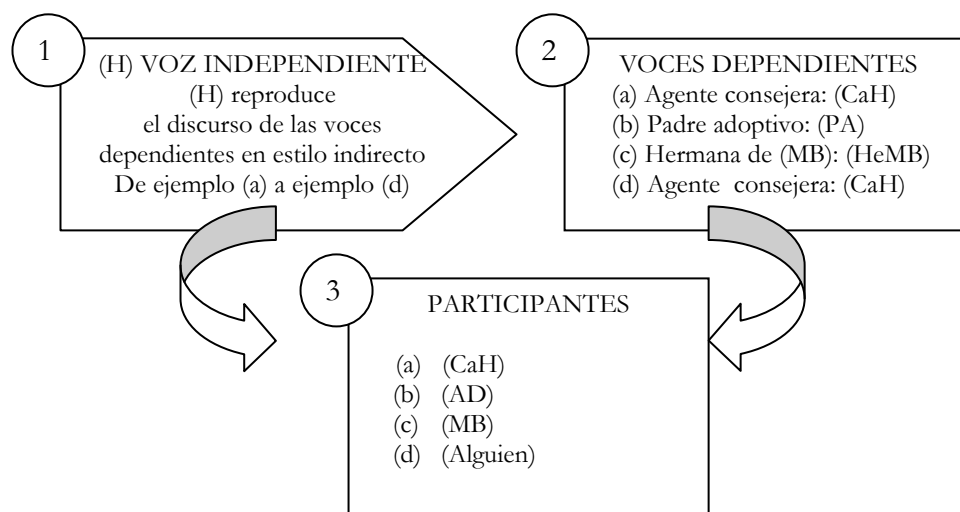 1
(H) VOZ INDEPENDIENTE
(H) reproduce
el discurso de las voces
dependientes en estilo indirecto
De ejemplo (a) a ejemplo (d)
2
VOCES DEPENDIENTES
(a) Agente consejera: (CaH)
(b) Padre adoptivo: (PA)
(c) Hermana de (MB): (HeMB)
(d) Agente consejera: (CaH)
3
PARTICIPANTES
(a) (CaH)
(b) (AD)
(c) (MB)
(d) (Alguien)